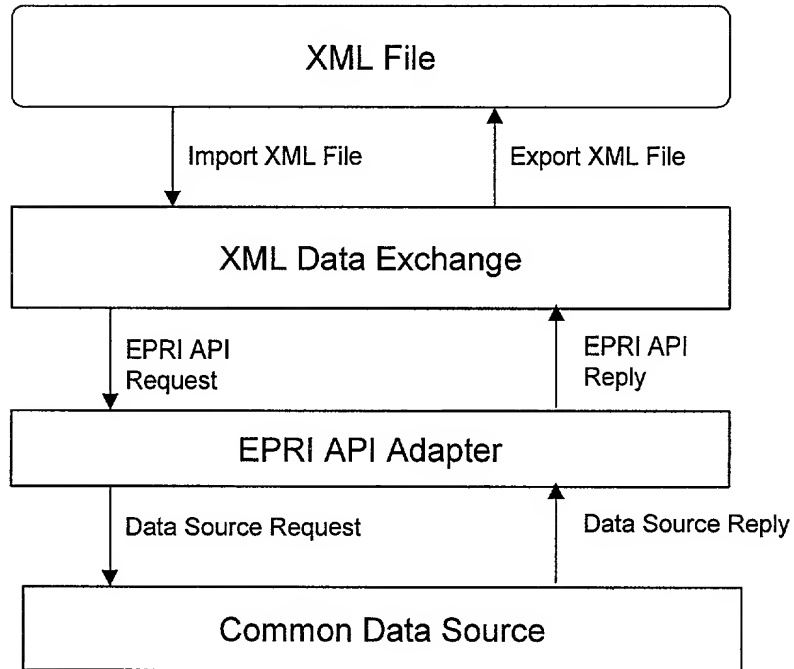 XML File
Import XML File
Export XML File
XML Data Exchange
EPRI API
Request
EPRI API
Reply
EPRI API Adapter
Data Source Request
Data Source Reply
Common Data Source